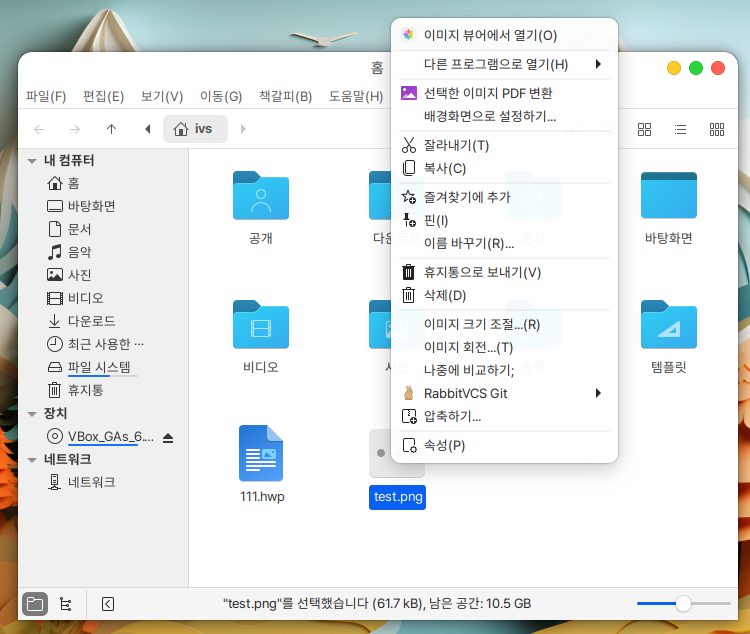 홈
파일(F) 편집(E) 보기(V) 이동(G) 책갈피(B) 도움말(H)
ivs
내 컴퓨터
홈
바탕화면
문서
음악
사진
비디오
다운로드
최근 사용한 …
파일 시스템
휴지통
장치
VBox_GAs_6....
네트워크
네트워크
공개
바탕화면
비디오
템플릿
111.hwp
test.png
이미지 뷰어에서 열기(O)
다른 프로그램으로 열기(H)
선택한 이미지 PDF 변환
배경화면으로 설정하기...
잘라내기(T)
복사(C)
즐겨찾기에 추가
핀(I)
이름 바꾸기(R)...
휴지통으로 보내기(V)
삭제(D)
이미지 크기 조절...(R)
이미지 회전...(T)
나중에 비교하기;
RabbitVCS Git
압축하기...
속성(P)
"test.png"를 선택했습니다 (61.7 kB), 남은 공간: 10.5 GB